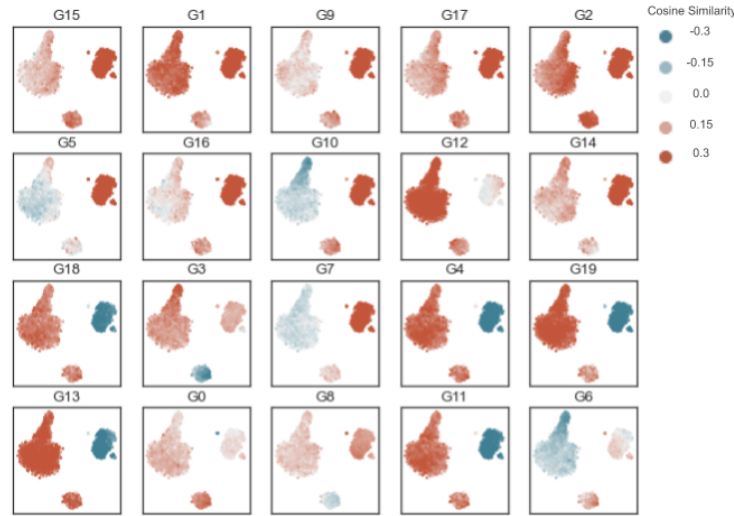 Cosine Similarity
G15 G1 G9 G17 G2
-0.3
-0.15
0.0
0.15
0.3
G5 G16 G10 G12 G14
G18 G3 G7 G4 G19
G13 G0 G8 G11 G6